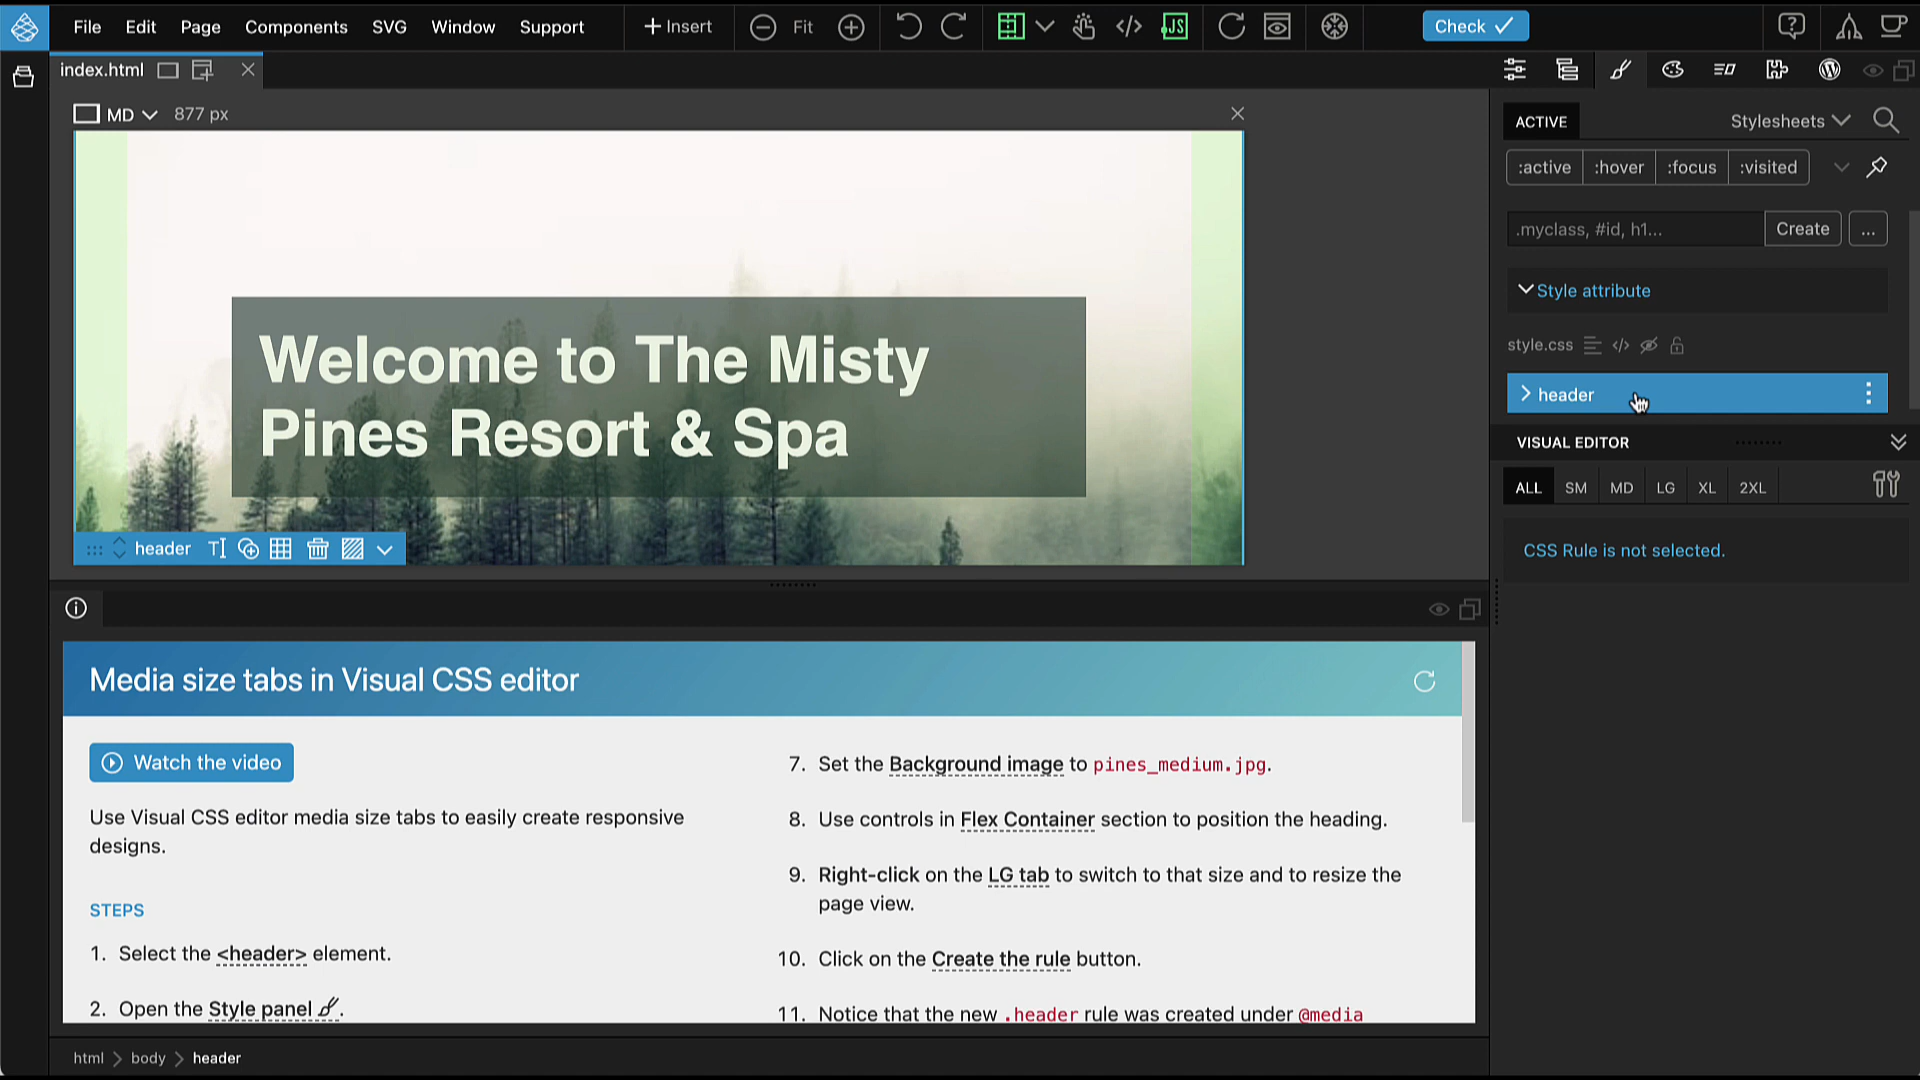 File Edit Page Components SVG Window Support + Insert Fit JS Check
index.html
MD 877 px
Welcome to The Misty
Pines Resort & Spa
header
Media size tabs in Visual CSS editor
Watch the video
Use Visual CSS editor media size tabs to easily create responsive
designs.
STEPS
1. Select the <header> element.
2. Open the Style panel.
7. Set the Background image to pines_medium.jpg.
8. Use controls in Flex Container section to position the heading.
9. Right-click on the LG tab to switch to that size and to resize the
page view.
10. Click on the Create the rule button.
11. Notice that the new .header rule was created under @media
html > body > header
ACTIVE Stylesheets
:active :hover :focus :visited
.myclass, #id, h1... Create ...
Style attribute
style.css
header
VISUAL EDITOR
ALL SM MD LG XL 2XL
CSS Rule is not selected.